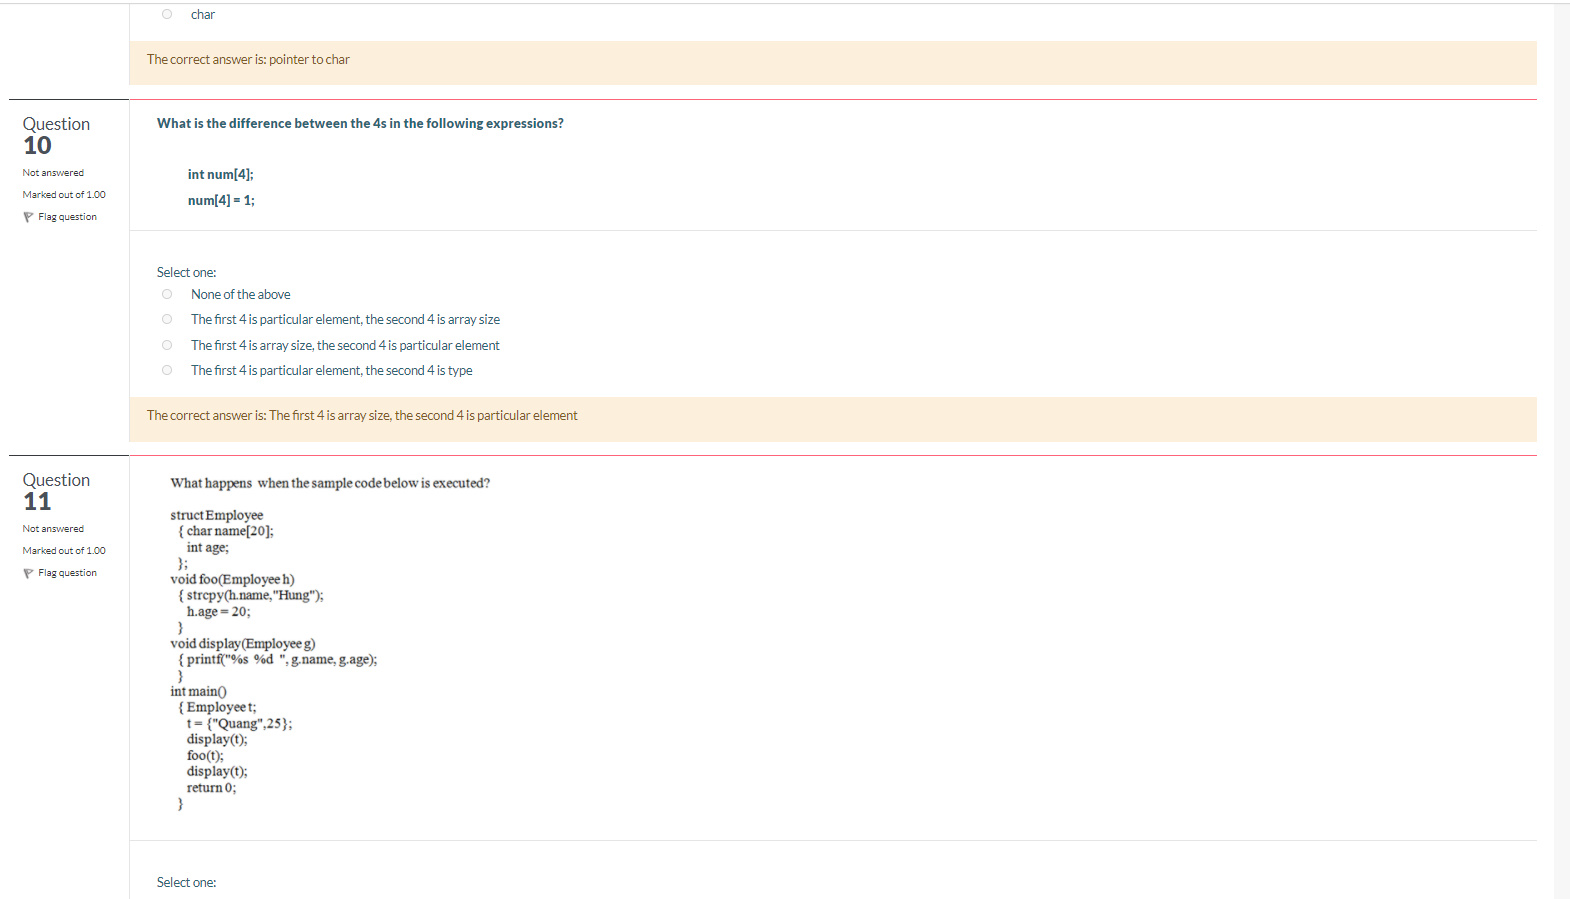 char
The correct answer is: pointer to char
Question
10
Not answered
Marked out of 1.00
Flag question
What is the difference between the 4s in the following expressions?
int num[4];
num[4] = 1;
Select one:
None of the above
The first 4 is particular element, the second 4 is array size
The first 4 is array size, the second 4 is particular element
The first 4 is particular element, the second 4 is type
The correct answer is: The first 4 is array size, the second 4 is particular element
Question
11
Not answered
Marked out of 1.00
Flag question
What happens when the sample code below is executed?
struct Employee
{ char name[20];
int age;
};
void foo(Employee h)
{ strcpy(h.name,"Hung");
h.age = 20;
}
void display(Employee g)
{ printf("%s %d ", g.name, g.age);
}
int main()
{ Employee t;
t = {"Quang",25};
display(t);
foo(t);
display(t);
return 0;
}
Select one: